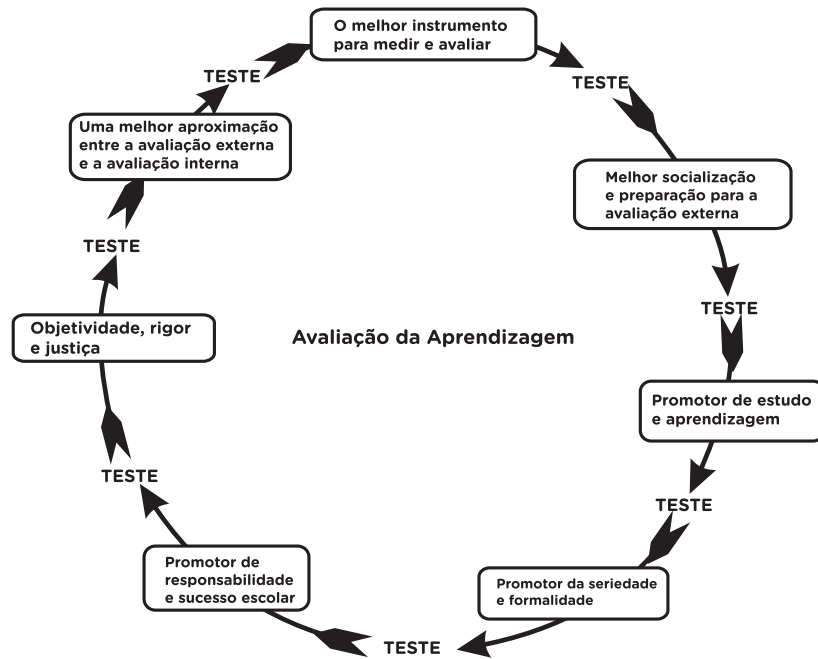 O melhor instrumento
para medir e avaliar
TESTE
Melhor socialização
e preparação para a
avaliação externa
TESTE
Promotor de estudo
e aprendizagem
TESTE
Promotor da seriedade
e formalidade
TESTE
Promotor de
responsabilidade
e sucesso escolar
TESTE
Objetividade, rigor
e justiça
TESTE
Uma melhor aproximação
entre a avaliação externa
e a avaliação interna
TESTE
Avaliação da Aprendizagem